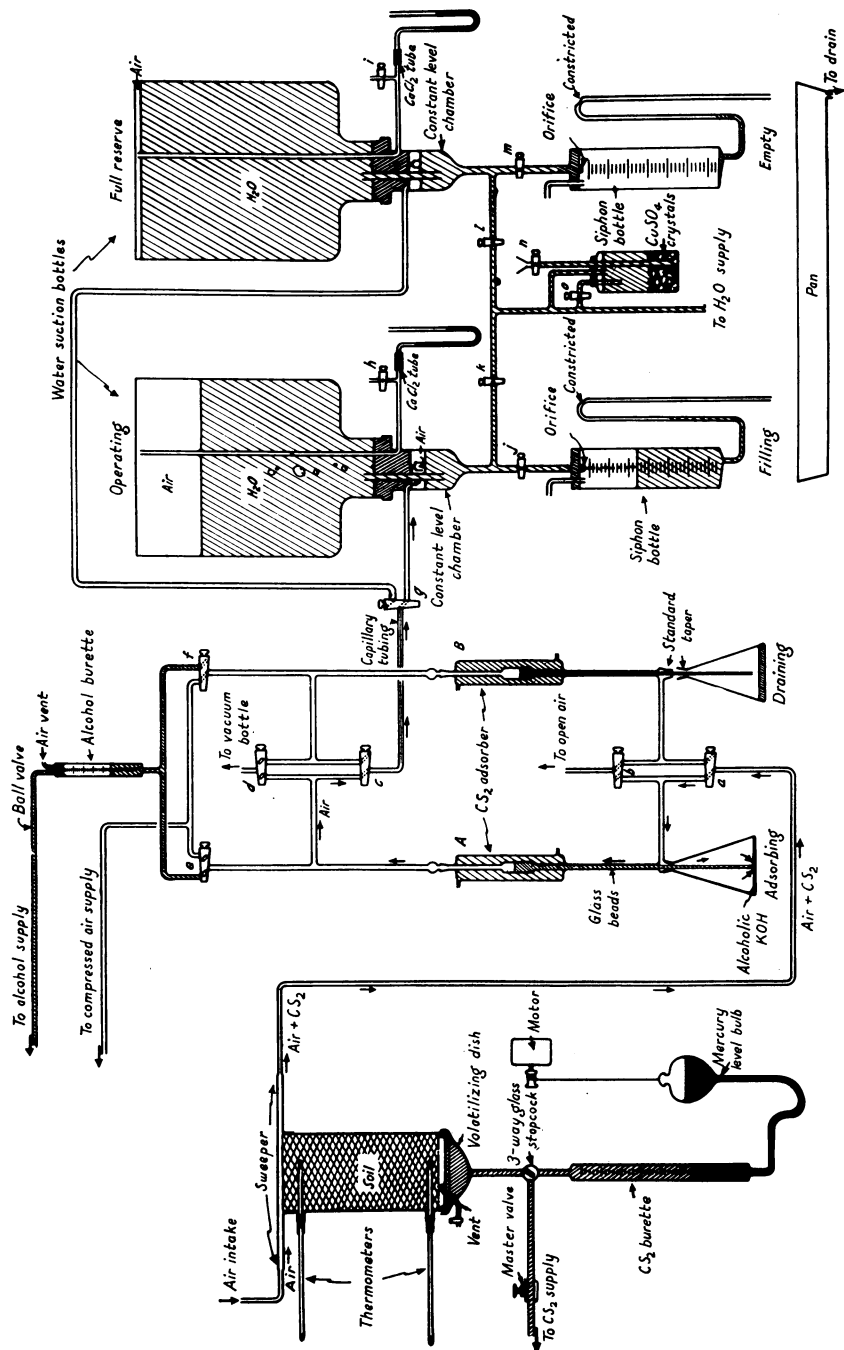 To alcohol supply
Ball valve
Air vent
Alcohol burette
To compressed air supply
e
f
To vacuum
bottle
d
c
Air
Capillary
tubing
g
A
B
CS2 adsorber
To open air
b
a
Glass
beads
Standard
taper
Alcoholic
KOH
Adsorbing
Draining
Air + CS2
Air intake
Sweeper
Air
Air + CS2
Thermometers
Soil
Vent
Volatilizing dish
Master valve
3-way glass
stopcock
Motor
To CS2 supply
CS2 burette
Mercury
level bulb
Water suction bottles
Operating
Air
H2O
h
CaCl2 tube
Air
Constant level
chamber
Full reserve
Air
H2O
i
CaCl2 tube
Constant level
chamber
j
k
l
m
n
o
Orifice
Constricted
Siphon
bottle
Filling
To H2O supply
Siphon
bottle
CuSO4
crystals
Orifice
Constricted
Empty
Pan
To drain